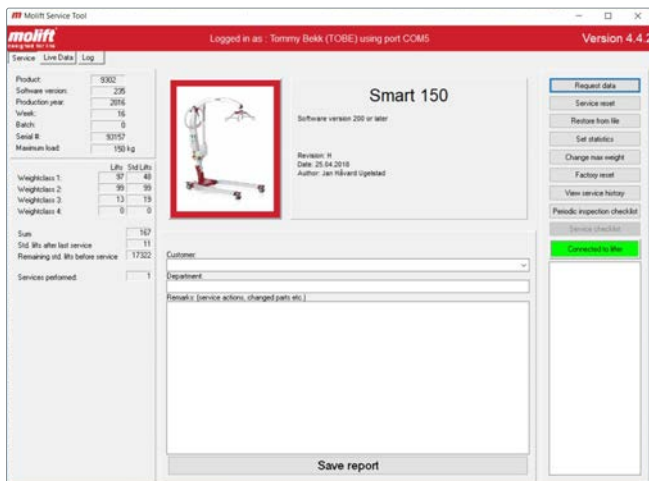 Molift Service Tool
molift
Designed for life
Logged in as : Tommy Bekk (TOBE) using port COM5
Version 4.4.2
Service Live Data Log
Product: 9302
Software version: 235
Production year: 2016
Week: 16
Batch: 0
Serial #: 93157
Maximum load: 150 kg
Lifts Std Lifts
Weightclass 1: 97 48
Weightclass 2: 99 99
Weightclass 3: 13 19
Weightclass 4: 0 0
Sum 167
Std. lifts after last service 11
Remaining std. lifts before service 17322
Services performed: 1
Smart 150
Software version 200 or later
Revision: H
Date: 25.04.2018
Author: Jan Håvard Ugelstad
Customer:
Department:
Remarks: (service actions, changed parts etc.)
Save report
Request data
Service reset
Restore from file
Set statistics
Change max weight
Factory reset
View service history
Periodic inspection checklist
Service checklist
Connected to lifter